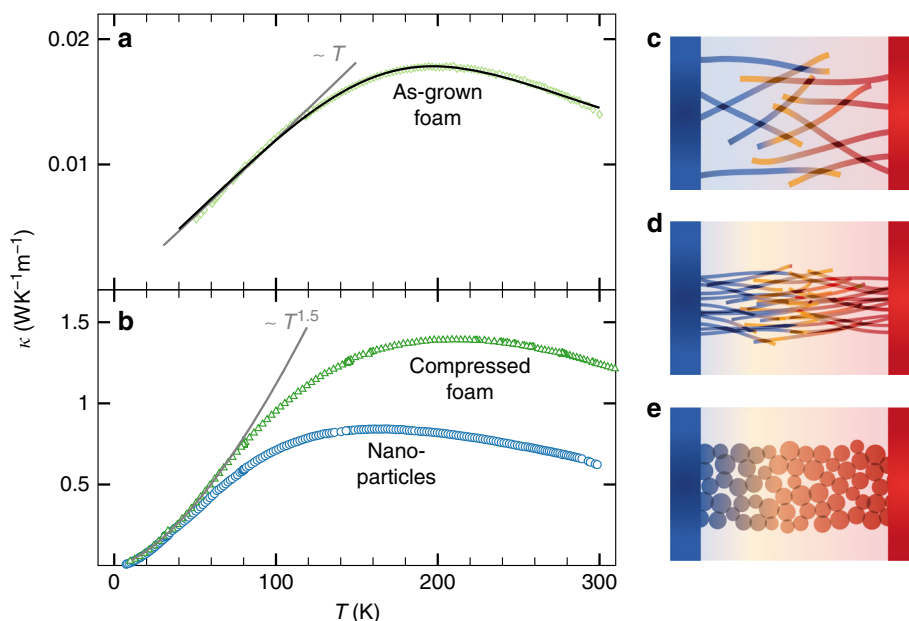 a
0.02
~ T
As-grown
foam
0.01
κ (WK⁻¹m⁻¹)
b
~ T¹·⁵
1.5
Compressed
foam
1
Nano-
particles
0.5
0
100
200
300
T (K)
c
d
e